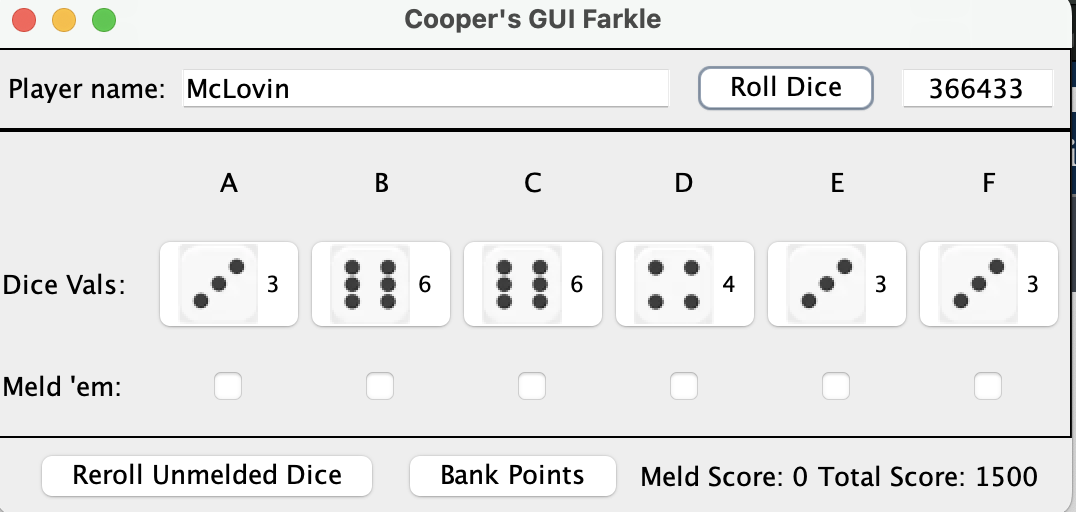 Cooper's GUI Farkle
Player name: McLovin Roll Dice 366433
A B C D E F
Dice Vals: 3 6 6 4 3 3
Meld 'em:
Reroll Unmelded Dice Bank Points Meld Score: 0 Total Score: 1500